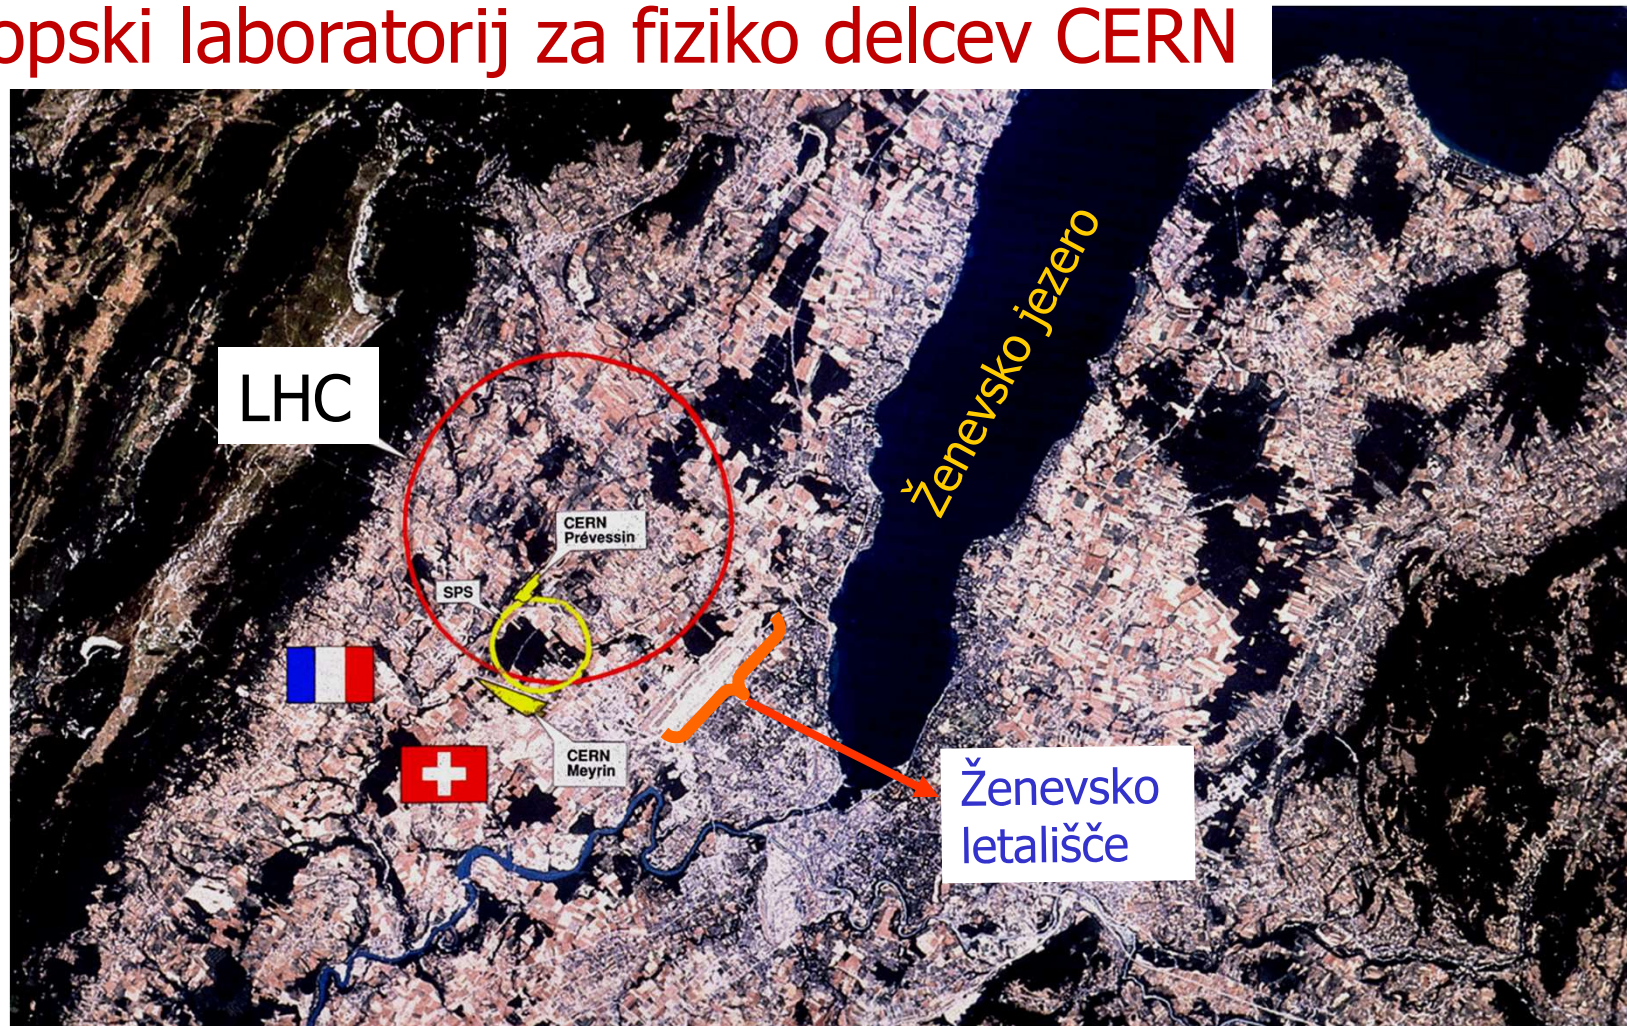 opski laboratorij za fiziko delcev CERN
Ženevsko jezero
LHC
CERN
Prévessin
SPS
CERN
Meyrin
Ženevsko
letališče